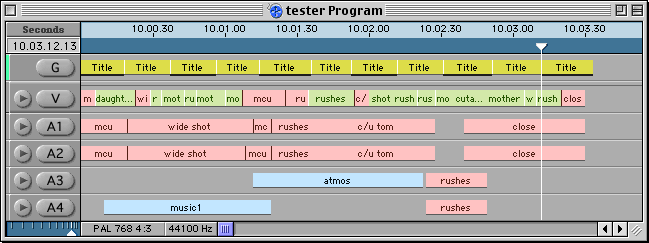 tester Program
Seconds
10.00.30 10.01.00 10.01.30 10.02.00 10.02.30 10.03.00 10.03.30
10.03.12.13
G Title Title Title Title Title Title Title Title Title Title Title
V m daught... wi r mot ru mot mo mcu ru rushes c/ shot rush rus mo cuta... mother w rush clos
A1 mcu wide shot mc rushes c/u tom close
A2 mcu wide shot mcu rushes c/u tom close
A3 atmos rushes
A4 music1 rushes
PAL 768 4:3 44100 Hz